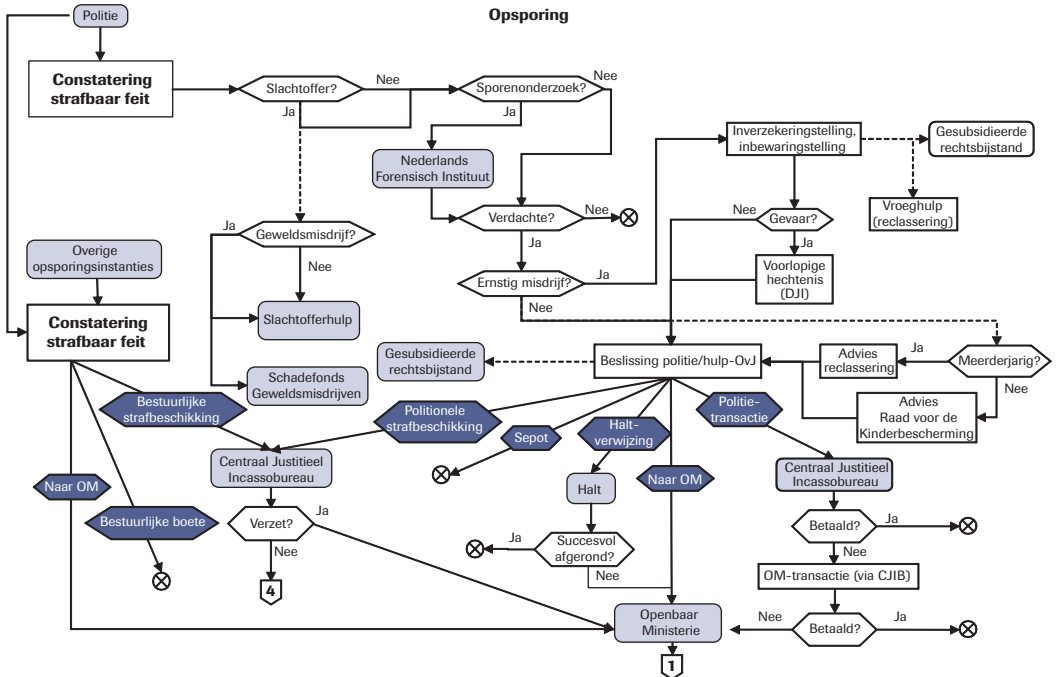 Opsporing
Politie
Constatering
strafbaar feit
Slachtoffer?
Nee
Ja
Sporenonderzoek?
Nee
Ja
Nederlands
Forensisch Instituut
Inverzekeringstelling,
inbewaringstelling
Gesubsidieerde
rechtsbijstand
Vroeghulp
(reclassering)
Verdachte?
Nee
Ja
Nee
Gevaar?
Ja
Ja
Geweldsmisdrijf?
Nee
Overige
opsporingsinstanties
Ernstig misdrijf?
Ja
Nee
Voorlopige
hechtenis
(DJI)
Constatering
strafbaar feit
Slachtofferhulp
Schadefonds
Geweldsmisdrijven
Gesubsidieerde
rechtsbijstand
Beslissing politie/hulp-OvJ
Advies
reclassering
Ja
Meerderjarig?
Nee
Advies
Raad voor de
Kinderbescherming
Bestuurlijke
strafbeschikking
Politionele
strafbeschikking
Sepot
Halt-
verwijzing
Politie-
transactie
Centraal Justitieel
Incassobureau
Naar OM
Halt
Naar OM
Centraal Justitieel
Incassobureau
Bestuurlijke boete
Verzet?
Ja
Nee
4
Ja
Succesvol
afgerond?
Nee
Betaald?
Ja
Nee
OM-transactie (via CJIB)
Openbaar
Ministerie
Nee
Betaald?
Ja
1